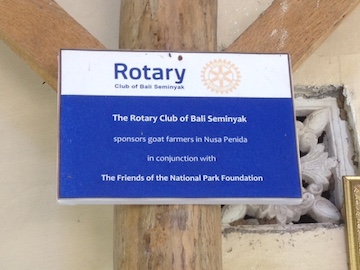 Rotary
Club of Bali Seminyak
The Rotary Club of Bali Seminyak
sponsors goat farmers in Nusa Penida
in conjunction with
The Friends of the National Park Foundation